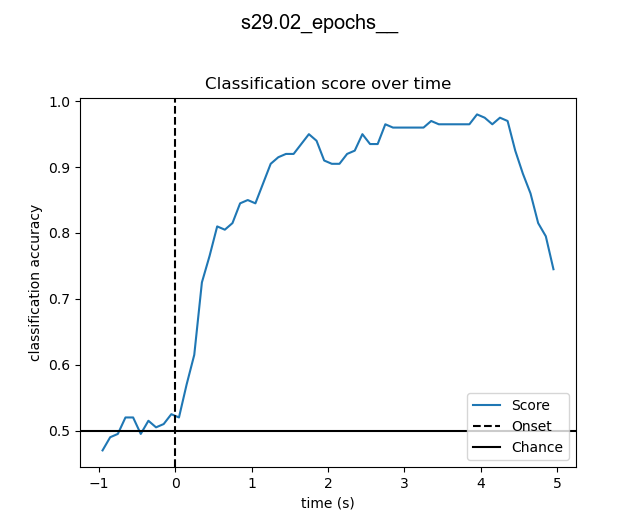 s29.02_epochs__
Classification score over time
classification accuracy
1.0
0.9
0.8
0.7
0.6
0.5
−1
0
1
2
3
4
5
time (s)
Score
Onset
Chance